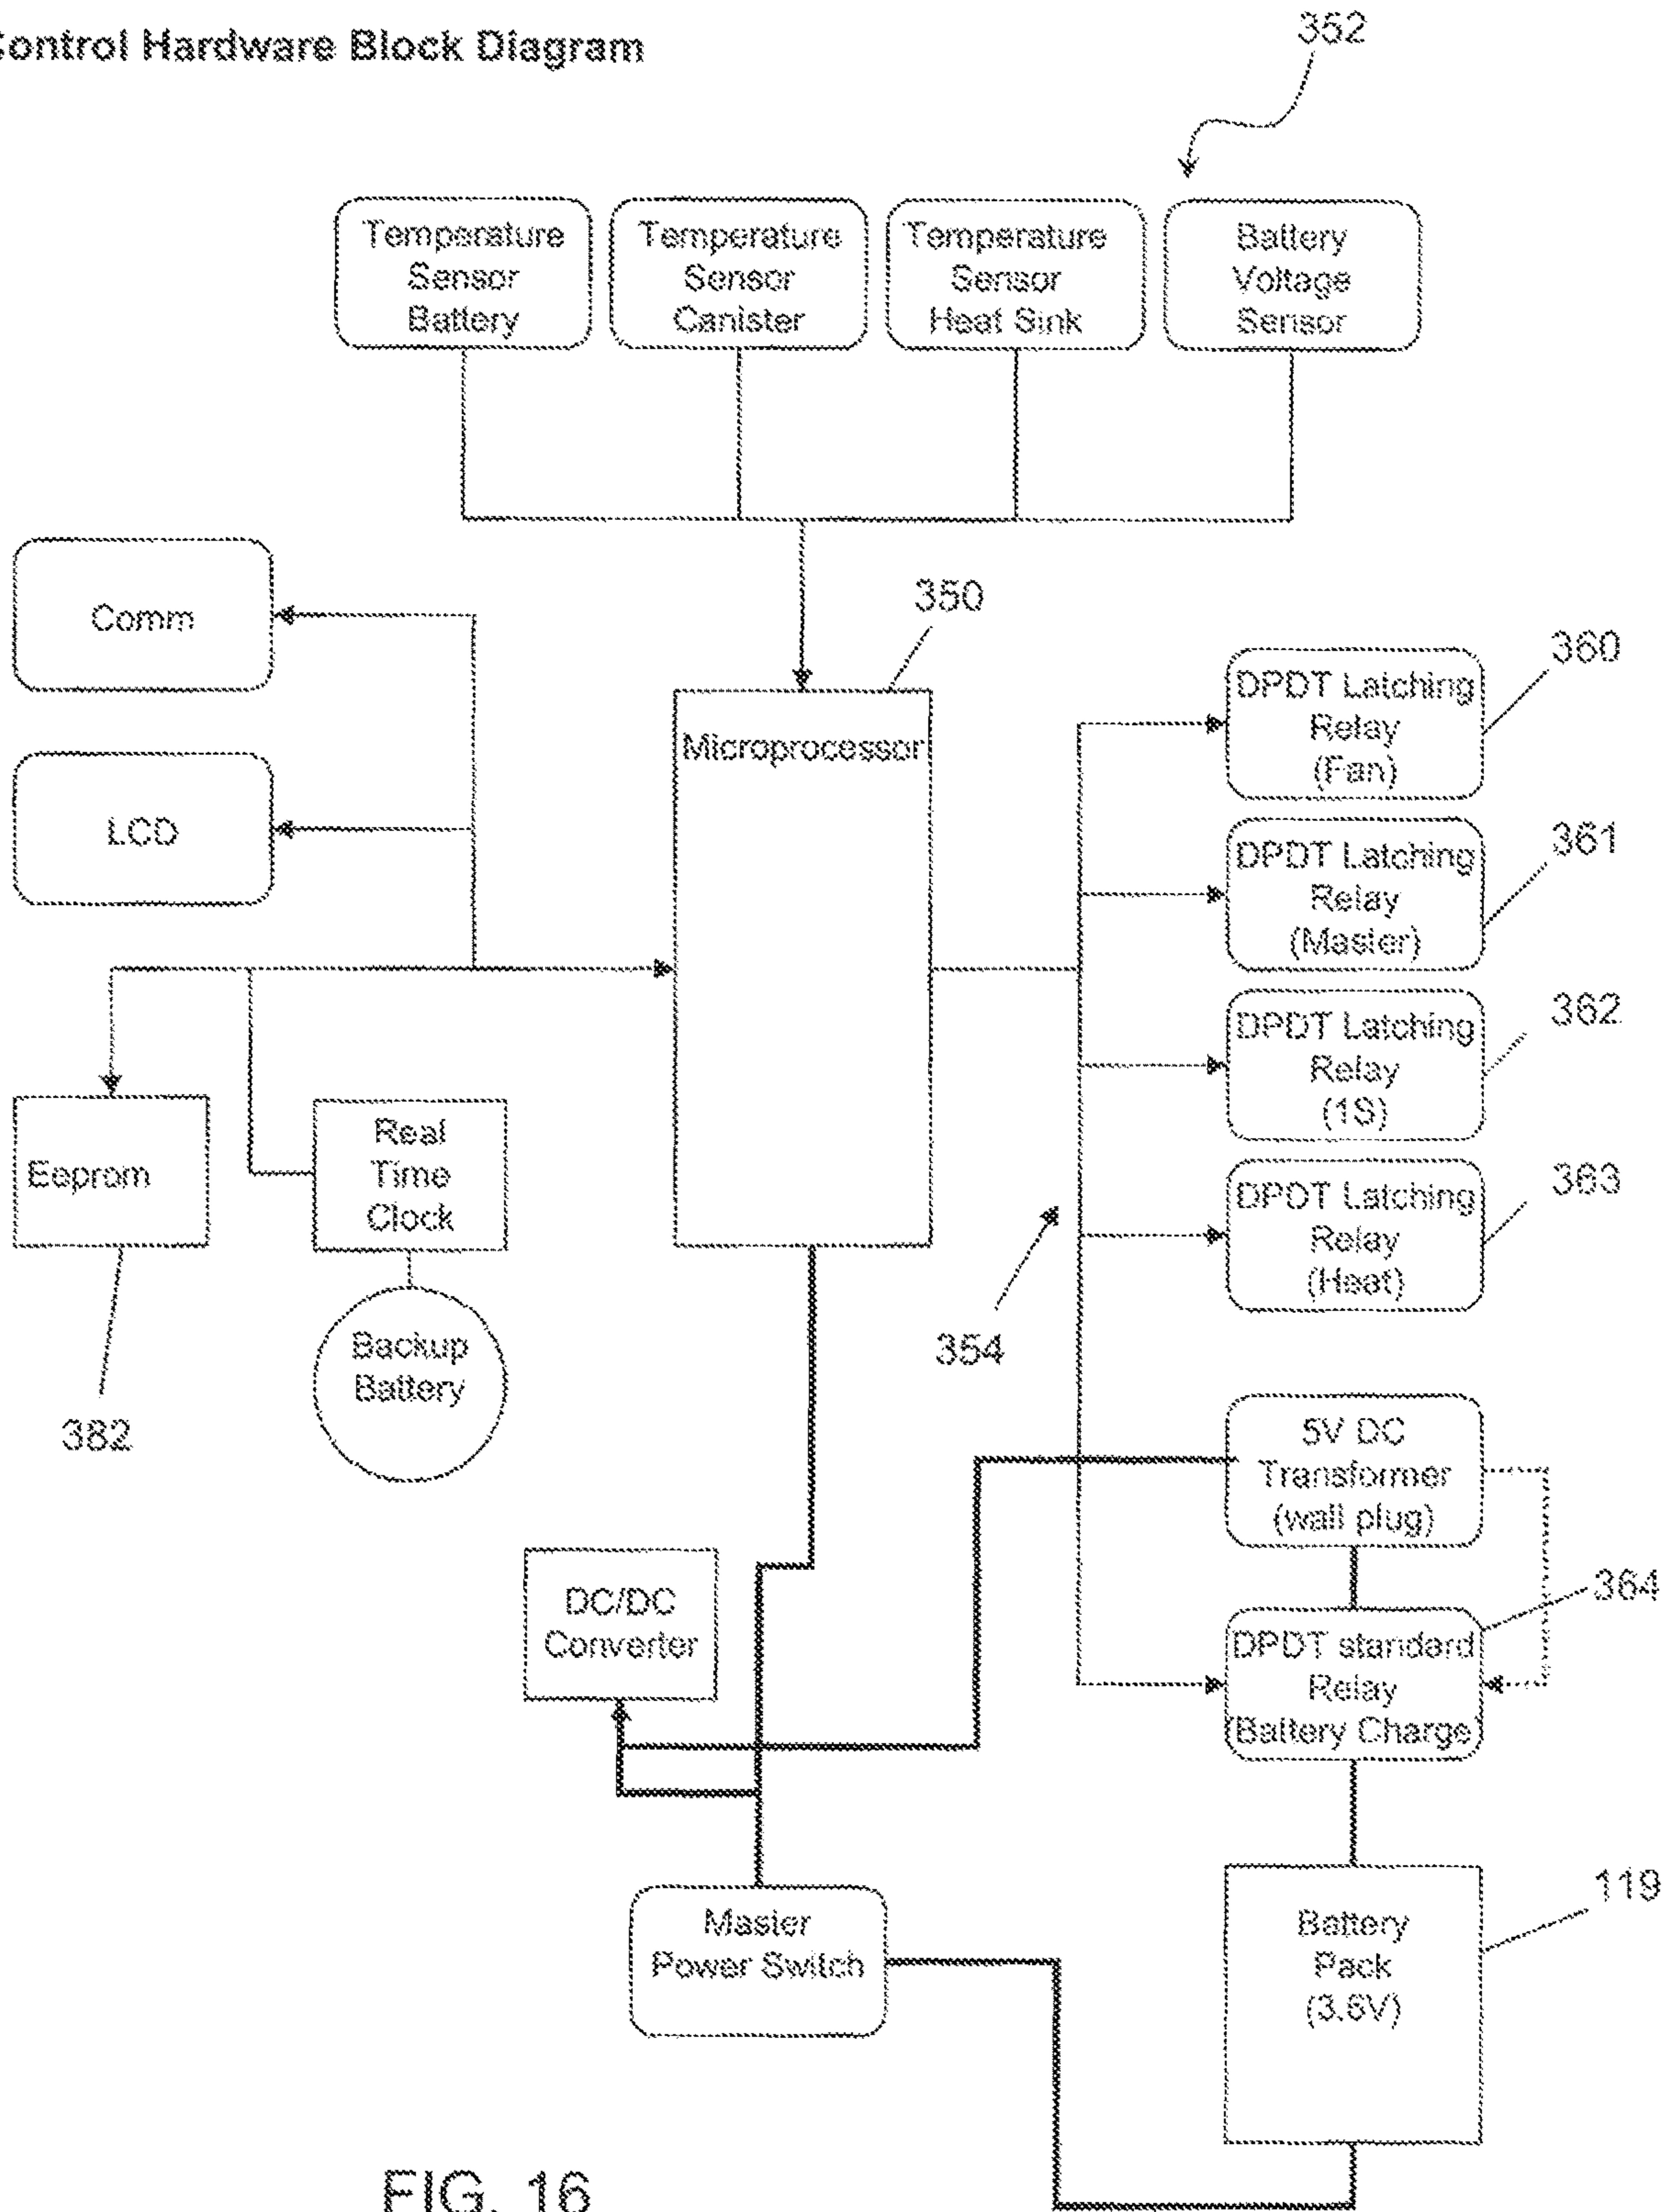 Control Hardware Block Diagram
352
Temperature
Sensor
Battery
Temperature
Sensor
Canister
Temperature
Sensor
Heat Sink
Battery
Voltage
Sensor
Comm
LCD
350
Microprocessor
DPDT Latching
Relay
(Fan)
360
DPDT Latching
Relay
(Master)
361
DPDT Latching
Relay
(1S)
362
DPDT Latching
Relay
(Heat)
363
354
Eeprom
382
Real
Time
Clock
Backup
Battery
5V DC
Transformer
(wall plug)
364
DPDT standard
Relay
(Battery Charge)
DC/DC
Converter
Master
Power Switch
Battery
Pack
(3.6V)
119
FIG. 16